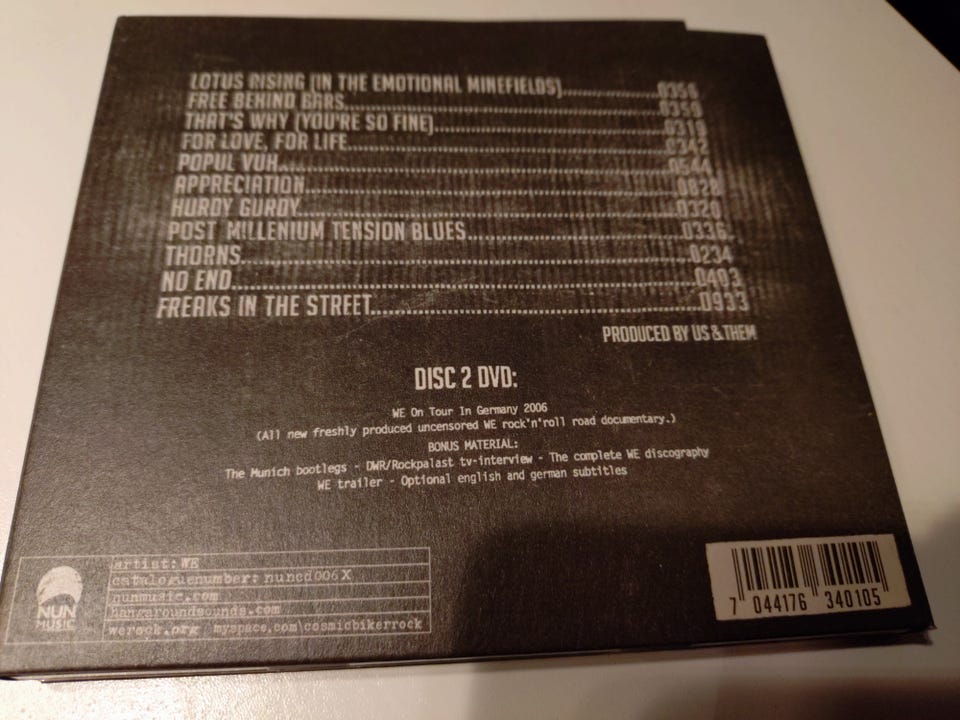 LOTUS RISING (IN THE EMOTIONAL MINEFIELDS)..............0356
FREE BEHIND BARS..............0359
THAT'S WHY (YOU'RE SO FINE)..............0319
FOR LOVE, FOR LIFE..............0342
POPUL VUH..............0544
APPRECIATION..............0828
HURDY GURDY..............0320
POST MILLENIUM TENSION BLUES..............0336
THORNS..............0234
NO END..............0403
FREAKS IN THE STREET..............0933
PRODUCED BY US & THEM
DISC 2 DVD:
WE On Tour In Germany 2006
(All new freshly produced uncensored WE rock'n'roll road documentary.)
BONUS MATERIAL:
The Munich bootlegs - DWR/Rockpalast tv-interview - The complete WE discography
WE trailer - Optional english and german subtitles
artist: WE
cataloguenumber: nuncd006X
nunmusic.com
hangaroundsounds.com
werock.org myspace.com/cosmicbikerrock
NUN
MUSIC
7 044176 340105